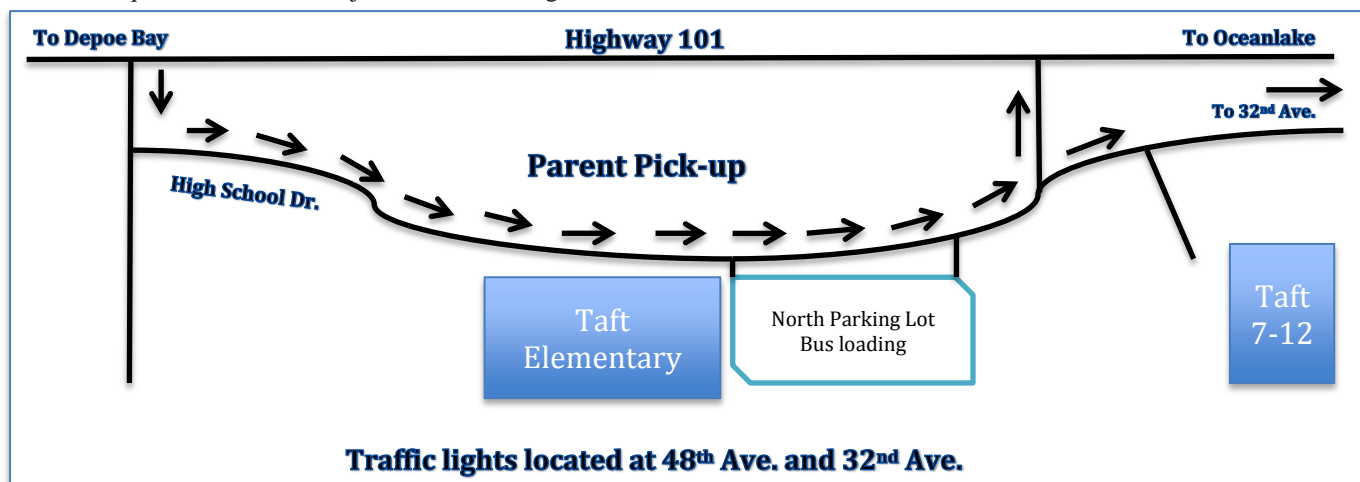 To Depoe Bay
Highway 101
To Oceanlake
To 32nd Ave.
Parent Pick-up
High School Dr.
Taft
Elementary
North Parking Lot
Bus loading
Taft
7-12
Traffic lights located at 48th Ave. and 32nd Ave.